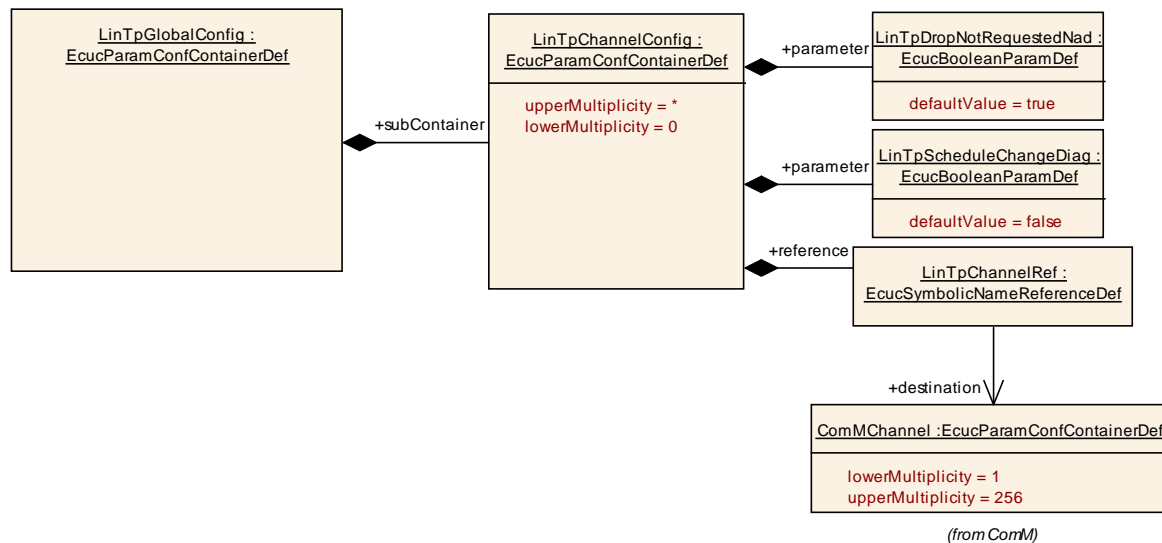 LinTpGlobalConfig :
EcucParamConfContainerDef
+subContainer
LinTpChannelConfig :
EcucParamConfContainerDef
upperMultiplicity = *
lowerMultiplicity = 0
+parameter
LinTpDropNotRequestedNad :
EcucBooleanParamDef
defaultValue = true
+parameter
LinTpScheduleChangeDiag :
EcucBooleanParamDef
defaultValue = false
+reference
LinTpChannelRef :
EcucSymbolicNameReferenceDef
+destination
ComMChannel :EcucParamConfContainerDef
lowerMultiplicity = 1
upperMultiplicity = 256
(from ComM)